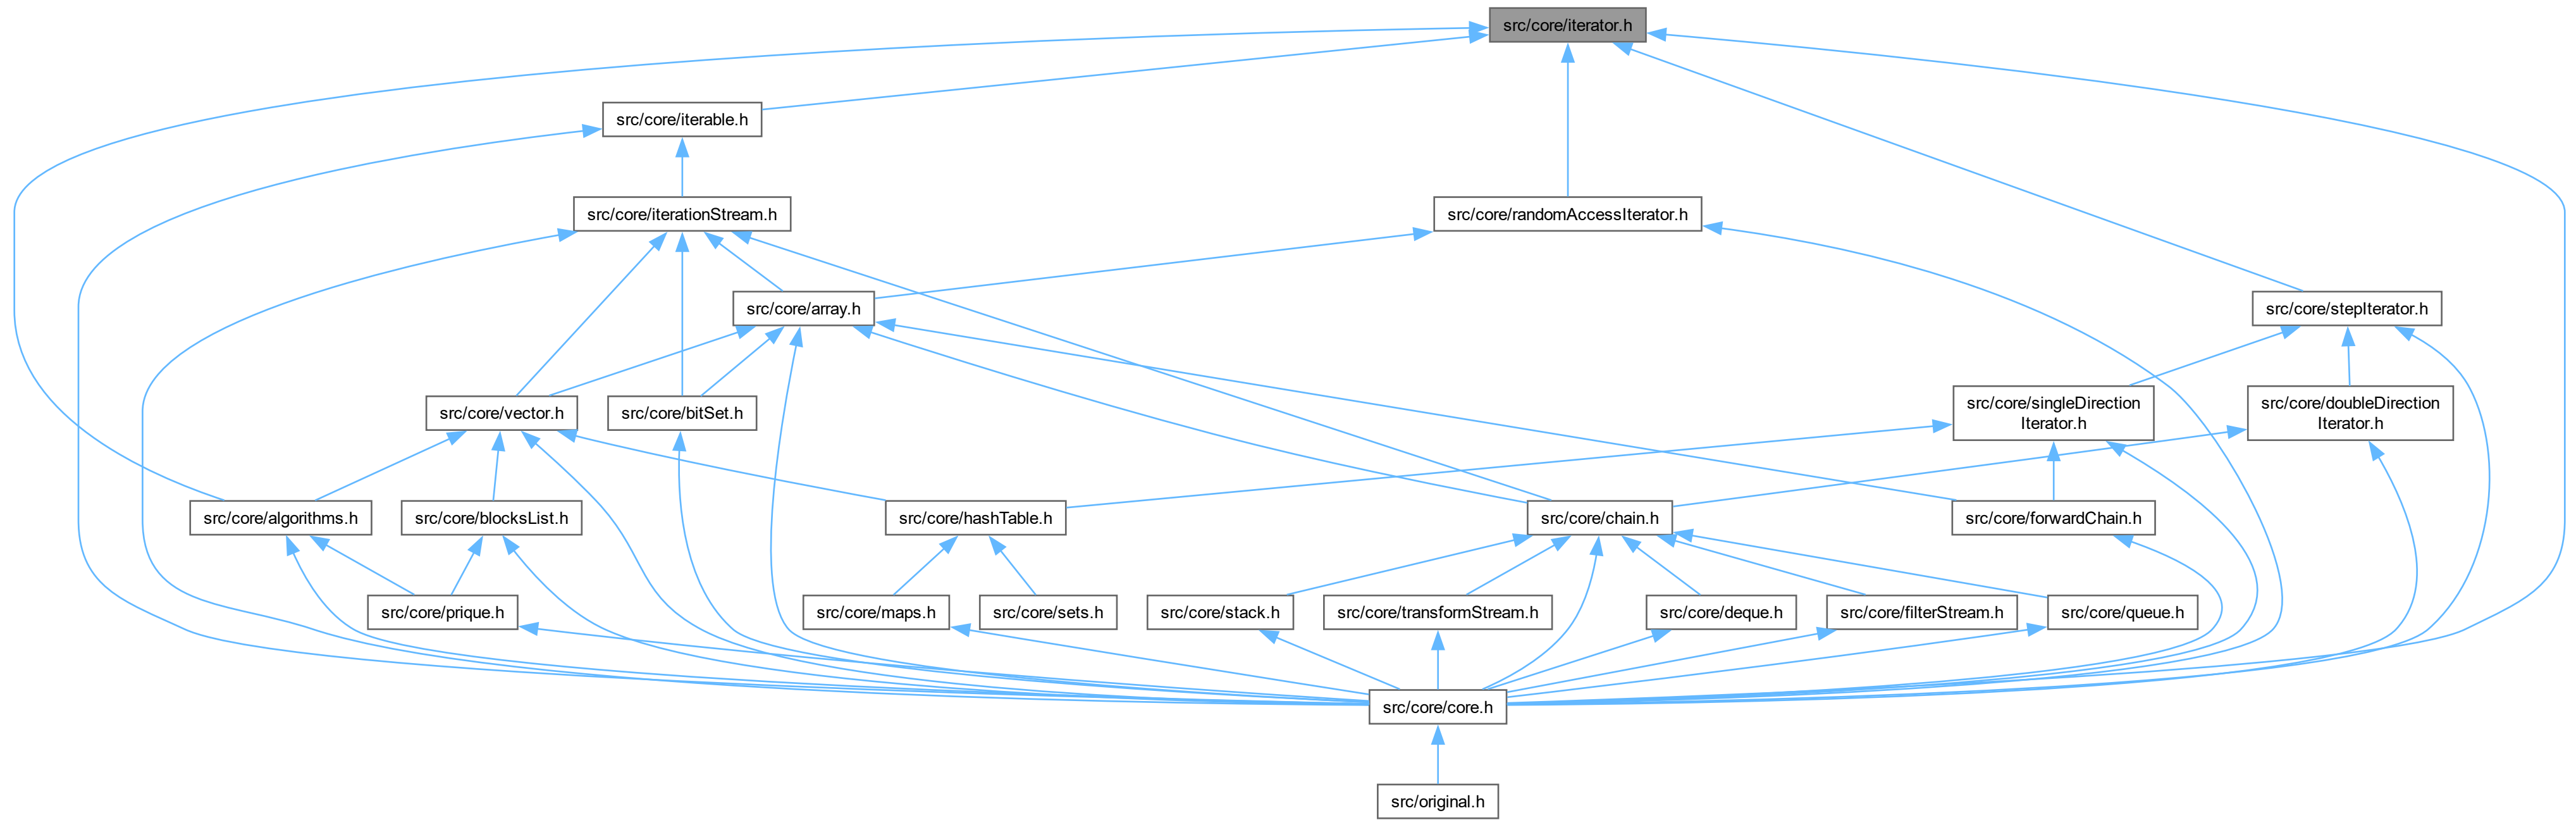 src/core/iterator.h
src/core/iterable.h
src/core/iterationStream.h
src/core/randomAccessIterator.h
src/core/array.h
src/core/stepIterator.h
src/core/vector.h
src/core/bitSet.h
src/core/singleDirection
Iterator.h
src/core/doubleDirection
Iterator.h
src/core/algorithms.h
src/core/blocksList.h
src/core/hashTable.h
src/core/chain.h
src/core/forwardChain.h
src/core/prique.h
src/core/maps.h
src/core/sets.h
src/core/stack.h
src/core/transformStream.h
src/core/deque.h
src/core/filterStream.h
src/core/queue.h
src/core/core.h
src/original.h